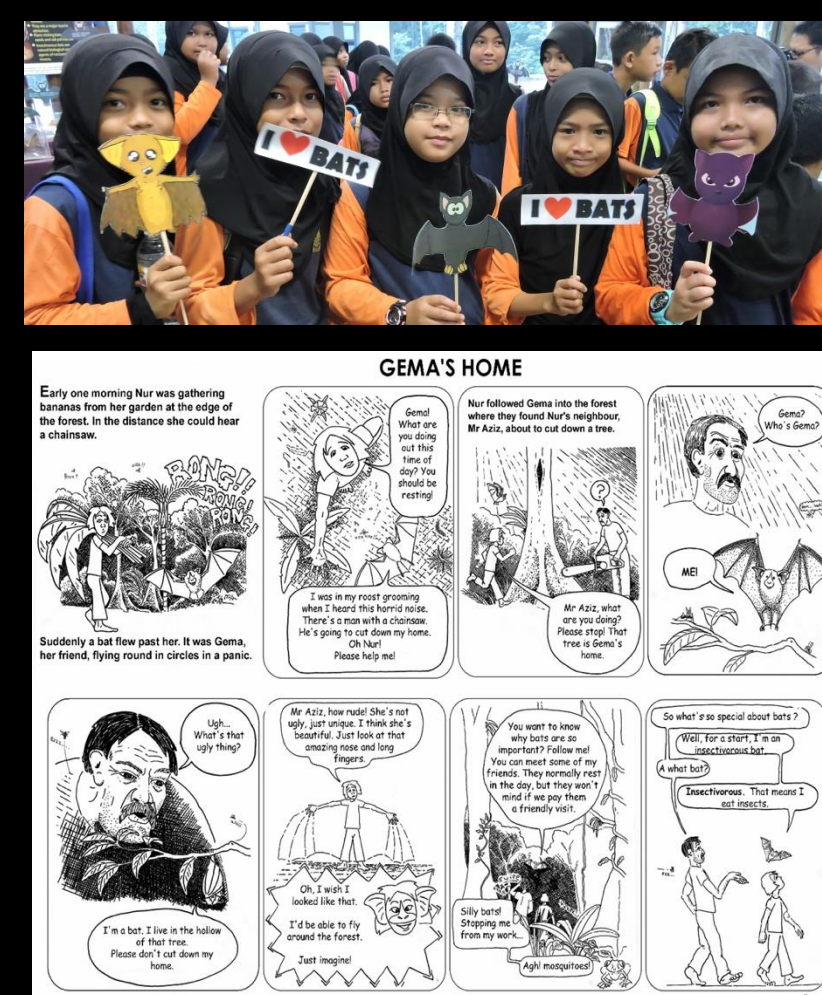 They are a major tourist
attraction.
I ❤ BATS
I ❤ BATS
GEMA'S HOME
Early one morning Nur was gathering
bananas from her garden at the edge of
the forest. In the distance she could hear
a chainsaw.
RONG!!
RONG!
RONG!
Suddenly a bat flew past her. It was Gema,
her friend, flying round in circles in a panic.
Gema!
What are
you doing
out this
time of
day? You
should be
resting!
I was in my roost grooming
when I heard this horrid noise.
There's a man with a chainsaw.
He's going to cut down my home.
Oh Nur!
Please help me!
Nur followed Gema into the forest
where they found Nur's neighbour,
Mr Aziz, about to cut down a tree.
?
Mr Aziz, what
are you doing?
Please stop! That
tree is Gema's
home.
Gema?
Who's Gema?
ME!
Ugh...
What's that
ugly thing?
I'm a bat. I live in the hollow
of that tree.
Please don't cut down my
home.
Mr Aziz, how rude! She's not
ugly, just unique. I think she's
beautiful. Just look at that
amazing nose and long
fingers.
Oh, I wish I
looked like that.
I'd be able to fly
around the forest.
Just imagine!
You want to know
why bats are so
important? Follow me!
You can meet some of my
friends. They normally rest
in the day, but they won't
mind if we pay them
a friendly visit.
Silly bats!
Stopping me
from my work...
Agh! mosquitoes!
So what's so special about bats ?
Well, for a start, I'm an
insectivorous bat.
A what bat?
Insectivorous. That means I
eat insects.